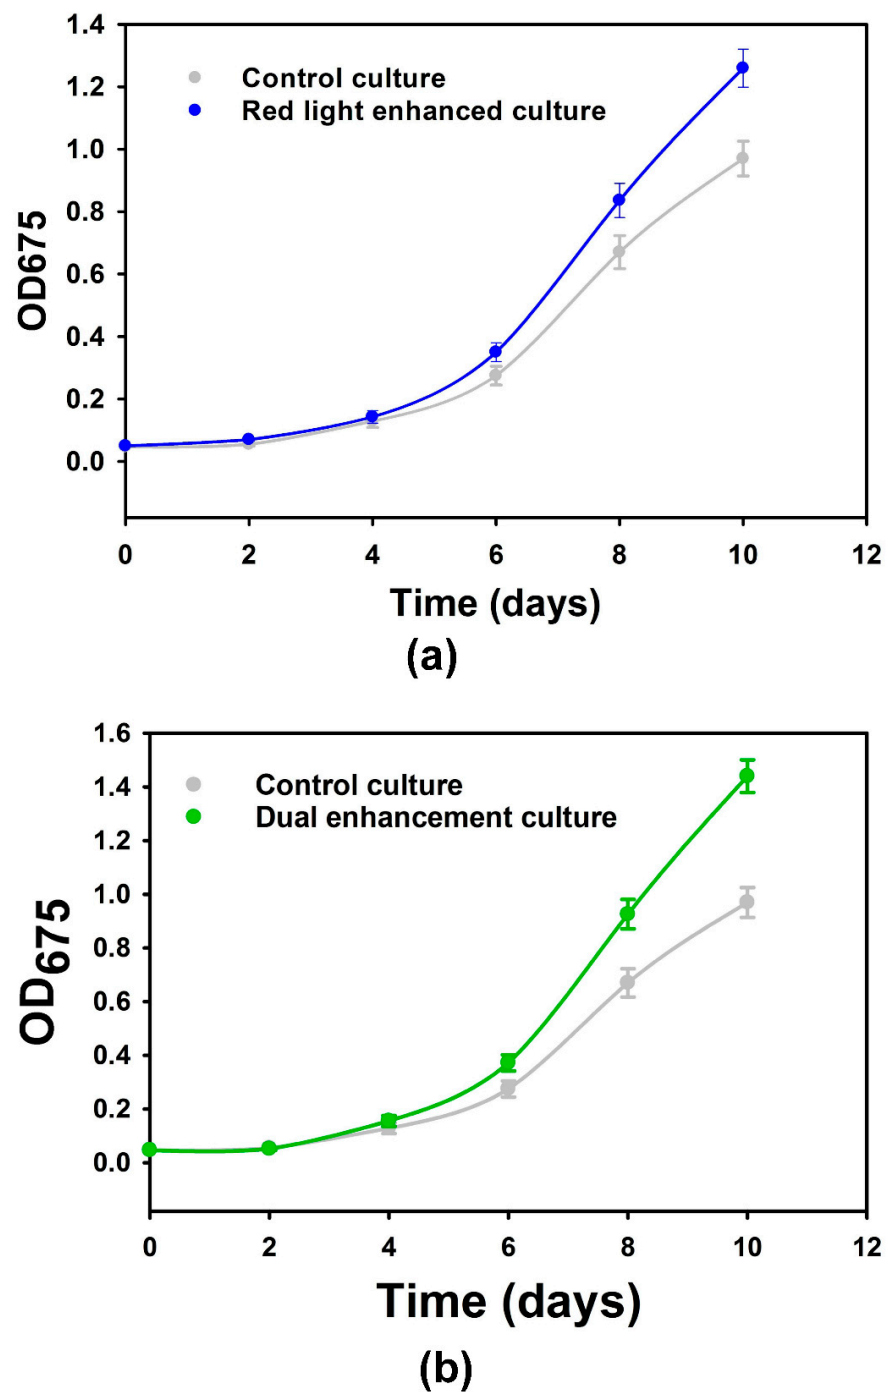 1.4
1.2
1.0
0.8
0.6
0.4
0.2
0.0
OD675
Control culture
Red light enhanced culture
0 2 4 6 8 10 12
Time (days)
(a)
1.6
1.4
1.2
1.0
0.8
0.6
0.4
0.2
0.0
OD675
Control culture
Dual enhancement culture
0 2 4 6 8 10 12
Time (days)
(b)